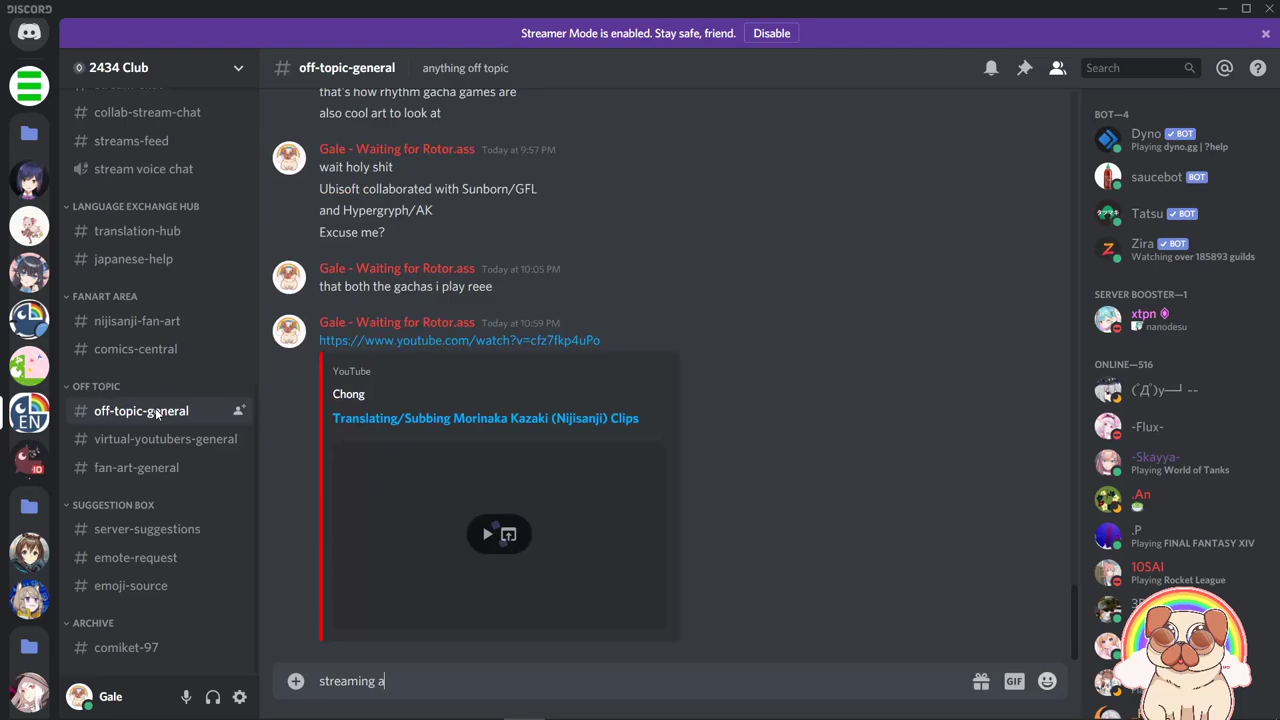 DISCORD
Streamer Mode is enabled. Stay safe, friend.
Disable
2434 Club
collab-stream-chat
streams-feed
stream voice chat
LANGUAGE EXCHANGE HUB
translation-hub
japanese-help
FANART AREA
nijisanji-fan-art
comics-central
OFF TOPIC
off-topic-general
virtual-youtubers-general
fan-art-general
SUGGESTION BOX
server-suggestions
emote-request
emoji-source
ARCHIVE
comiket-97
EN
Gale
# off-topic-general
anything off topic
Search
that's how rhythm gacha games are
also cool art to look at
Gale - Waiting for Rotor.ass Today at 9:57 PM
wait holy shit
Ubisoft collaborated with Sunborn/GFL
and Hypergryph/AK
Excuse me?
Gale - Waiting for Rotor.ass Today at 10:05 PM
that both the gachas i play reee
Gale - Waiting for Rotor.ass Today at 10:59 PM
https://www.youtube.com/watch?v=cfz7fkp4uPo
YouTube
Chong
Translating/Subbing Morinaka Kazaki (Nijisanji) Clips
streaming a
GIF
BOT—4
Dyno ✓ BOT
Playing dyno.gg | ?help
saucebot BOT
Tatsu ✓ BOT
Zira ✓ BOT
Watching over 185893 guilds
SERVER BOOSTER—1
xtpn
nanodesu
ONLINE—516
-Flux-
-Skayya-
Playing World of Tanks
.An
.P
Playing FINAL FANTASY XIV
10SAI
Playing Rocket League